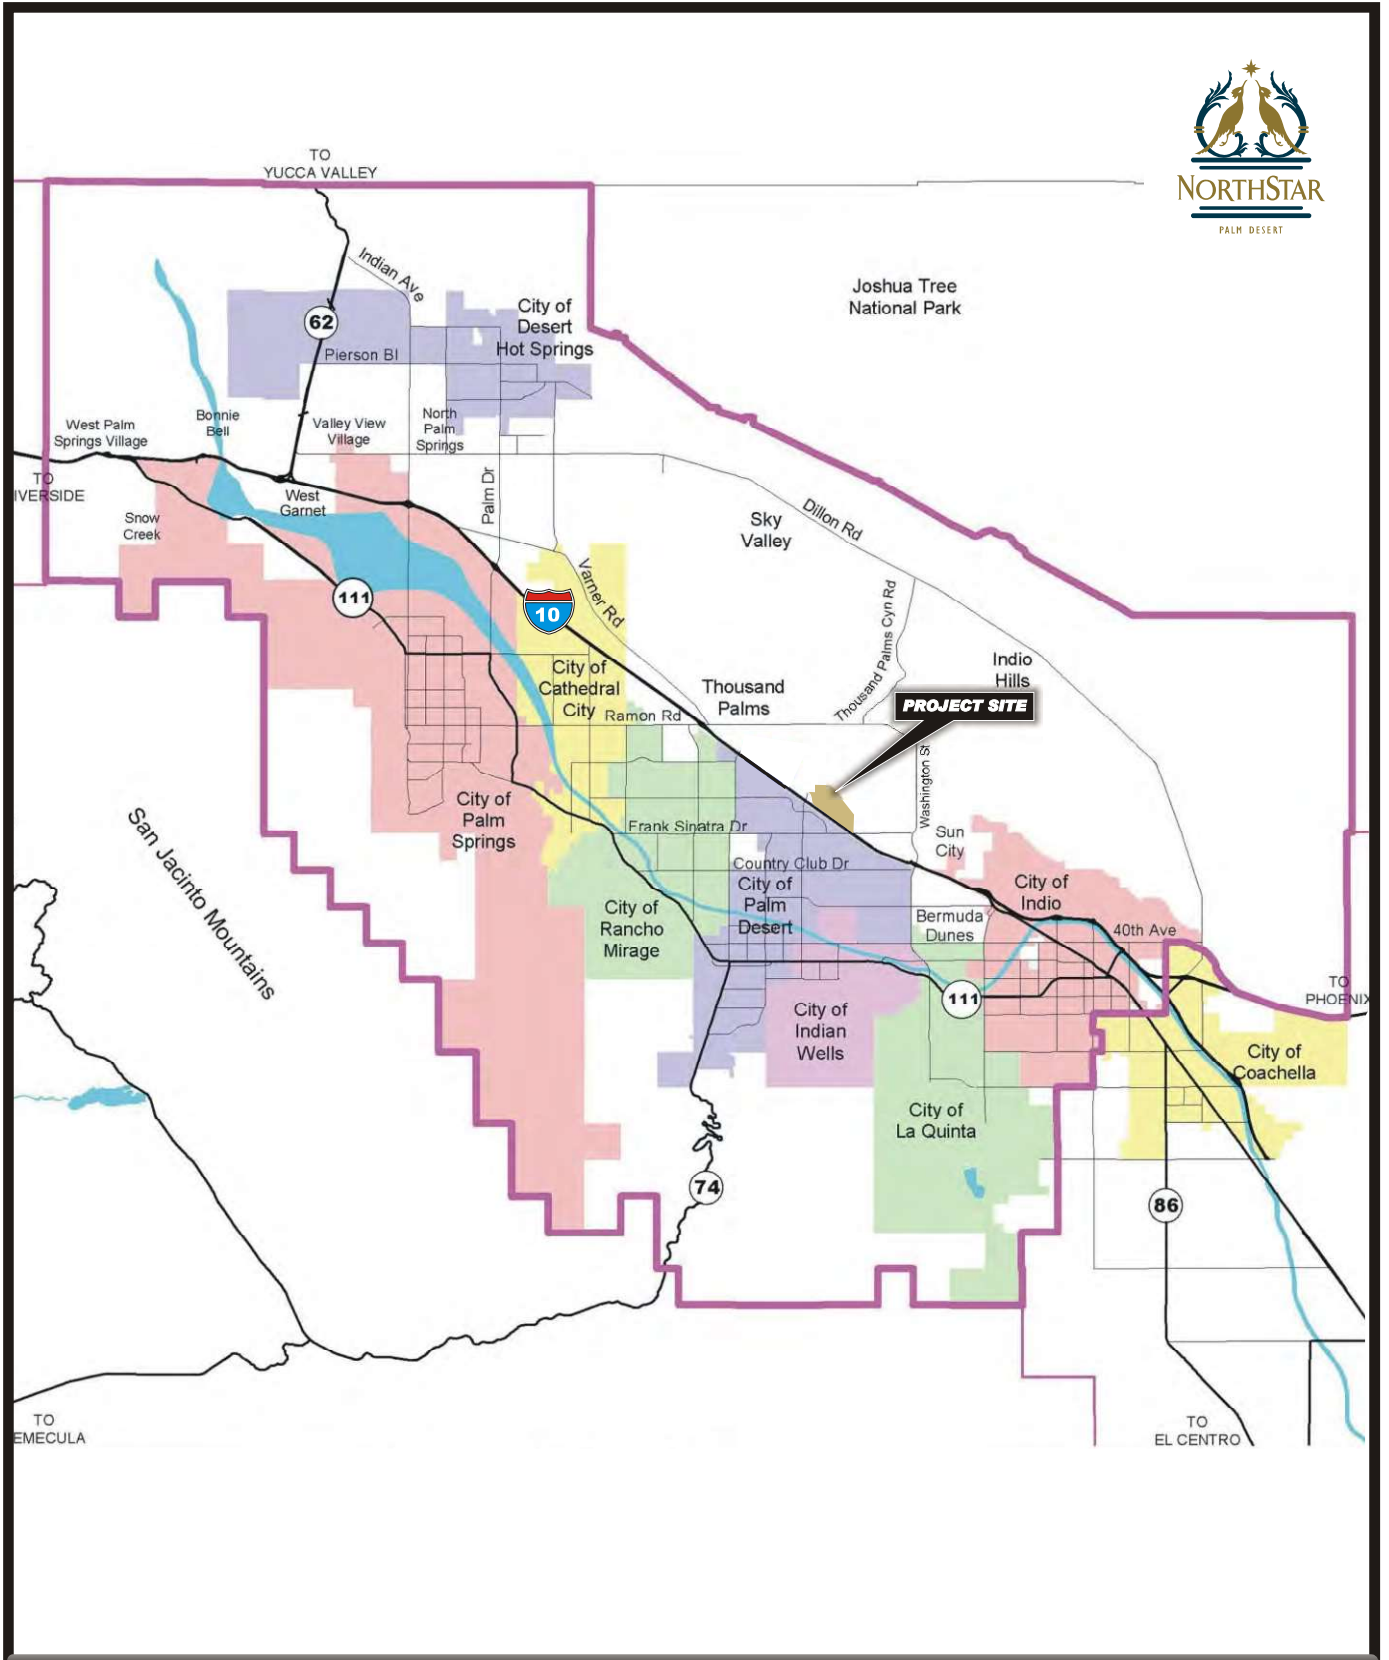 NORTHSTAR
PALM DESERT
TO
YUCCA VALLEY
Indian Ave
Joshua Tree
National Park
City of
Desert
Hot Springs
62
Pierson Bl
West Palm
Springs Village
Bonnie
Bell
Valley View
Village
North
Palm
Springs
TO
IVERSIDE
West
Garnet
Palm Dr
Snow
Creek
Sky
Valley
Dillon Rd
111
10
Varner Rd
Thousand Palms Cyn Rd
City of
Cathedral
City
Thousand
Palms
Indio
Hills
Ramon Rd
PROJECT SITE
Washington St
City of
Palm
Springs
Frank Sinatra Dr
Sun
City
San Jacinto Mountains
Country Club Dr
City of
Palm
Desert
City of
Indio
City of
Rancho
Mirage
Bermuda
Dunes
40th Ave
TO
PHOENIX
111
City of
Indian
Wells
City of
Coachella
City of
La Quinta
74
86
TO
EMECULA
TO
EL CENTRO